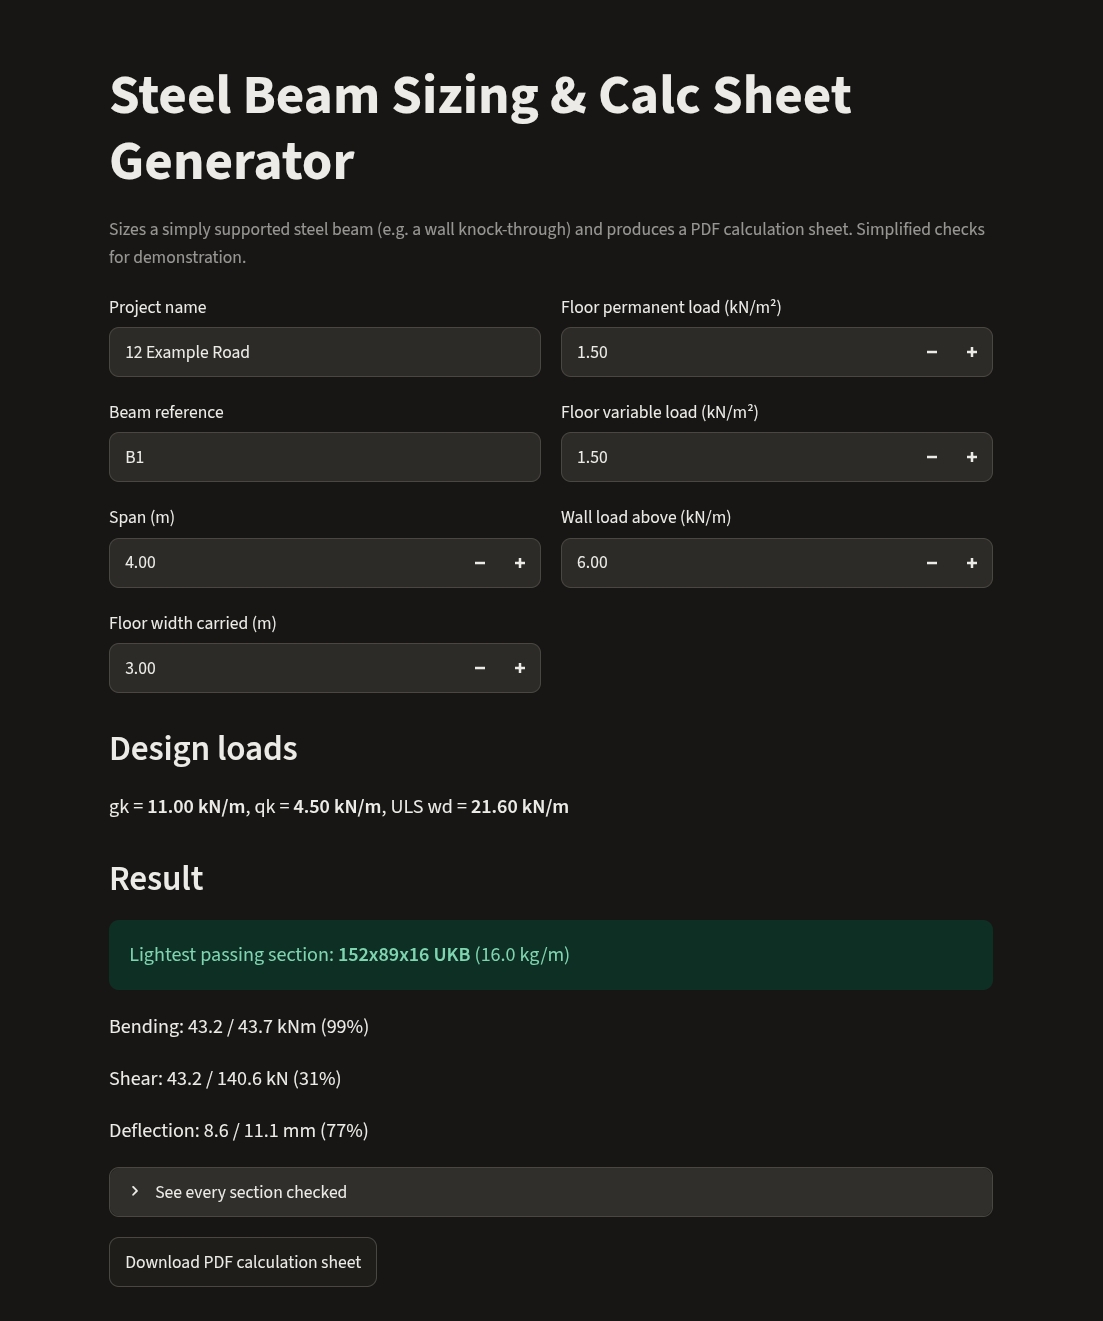 Steel Beam Sizing & Calc Sheet
Generator
Sizes a simply supported steel beam (e.g. a wall knock-through) and produces a PDF calculation sheet. Simplified checks
for demonstration.
Project name
12 Example Road
Beam reference
B1
Span (m)
4.00
Floor width carried (m)
3.00
Floor permanent load (kN/m²)
1.50
Floor variable load (kN/m²)
1.50
Wall load above (kN/m)
6.00
Design loads
gk = 11.00 kN/m, qk = 4.50 kN/m, ULS wd = 21.60 kN/m
Result
Lightest passing section: 152x89x16 UKB (16.0 kg/m)
Bending: 43.2 / 43.7 kNm (99%)
Shear: 43.2 / 140.6 kN (31%)
Deflection: 8.6 / 11.1 mm (77%)
See every section checked
Download PDF calculation sheet